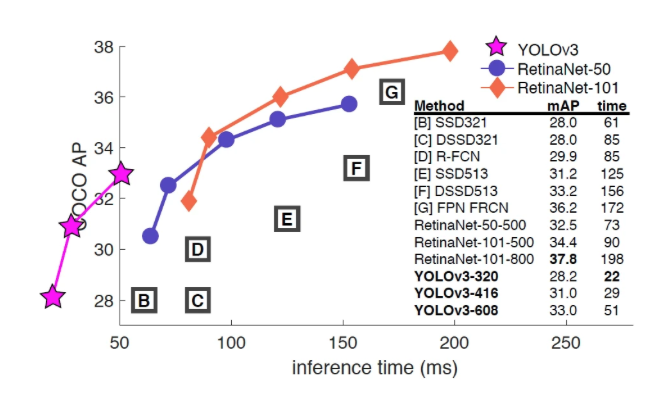 38
36
34
32
30
28
COCO AP
50
100
150
200
250
inference time (ms)
B
C
D
E
F
G
YOLOv3
RetinaNet-50
RetinaNet-101
Method mAP time
[B] SSD321 28.0 61
[C] DSSD321 28.0 85
[D] R-FCN 29.9 85
[E] SSD513 31.2 125
[F] DSSD513 33.2 156
[G] FPN FRCN 36.2 172
RetinaNet-50-500 32.5 73
RetinaNet-101-500 34.4 90
RetinaNet-101-800 37.8 198
YOLOv3-320 28.2 22
YOLOv3-416 31.0 29
YOLOv3-608 33.0 51